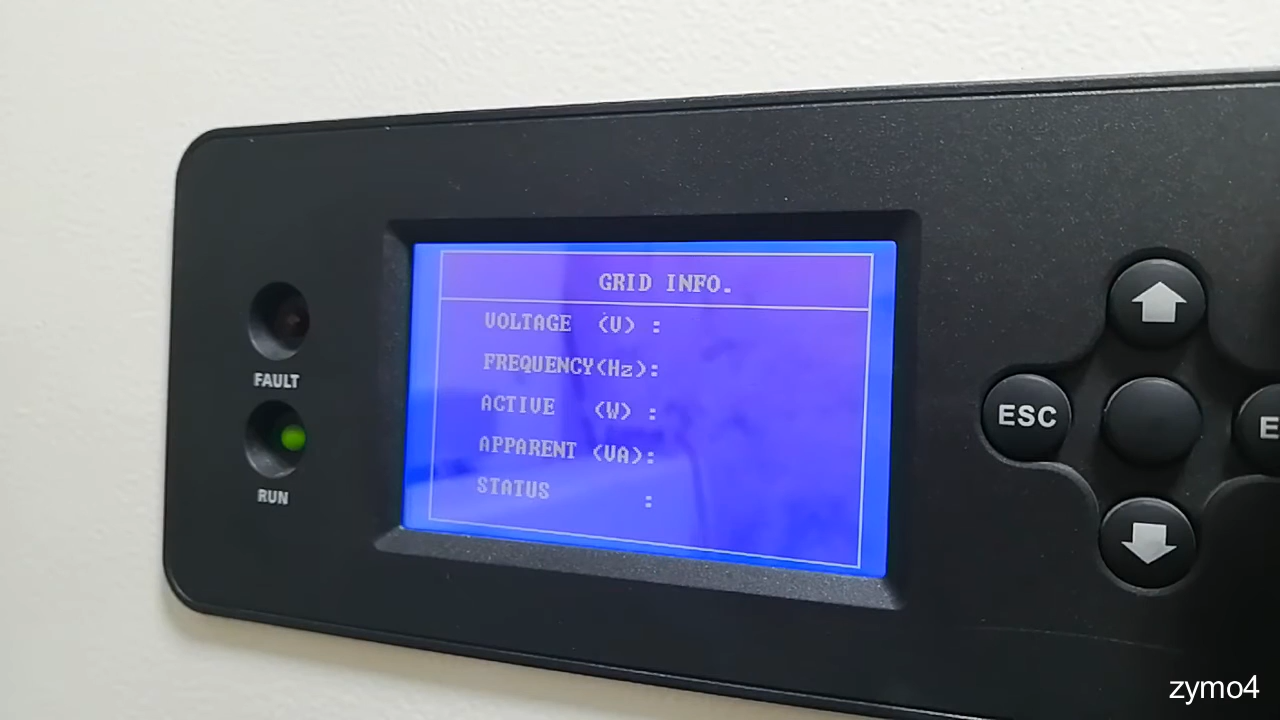 GRID INFO.
VOLTAGE (V) :
FREQUENCY(Hz):
ACTIVE (W) :
APPARENT (VA):
STATUS :
FAULT
RUN
ESC
E
zymo4